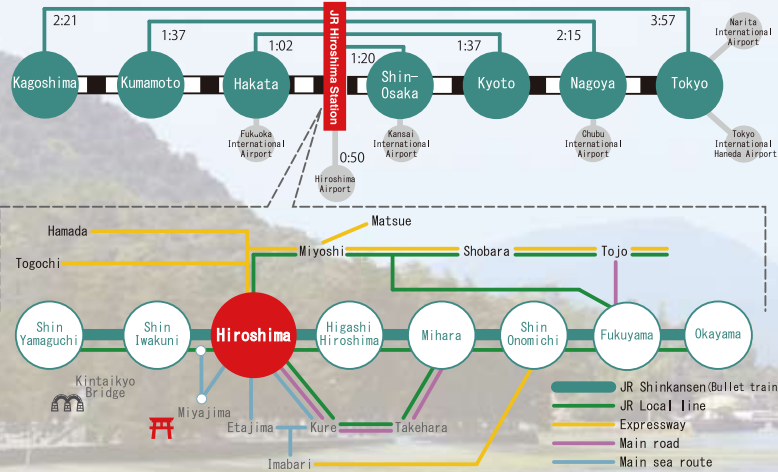 2:21
3:57
1:37
2:15
1:02
1:37
1:20
JR Hiroshima Station
Kagoshima
Kumamoto
Hakata
Shin-
Osaka
Kyoto
Nagoya
Tokyo
Narita
International
Airport
Fukuoka
International
Airport
0:50
Hiroshima
Airport
Kansai
International
Airport
Chubu
International
Airport
Tokyo
International
Haneda Airport
Hamada
Matsue
Togochi
Miyoshi
Shobara
Tojo
Shin
Yamaguchi
Shin
Iwakuni
Hiroshima
Higashi
Hiroshima
Mihara
Shin
Onomichi
Fukuyama
Okayama
Kintaikyo
Bridge
Miyajima
Etajima
Kure
Takehara
Imabari
JR Shinkansen(Bullet train
JR Local line
Expressway
Main road
Main sea route